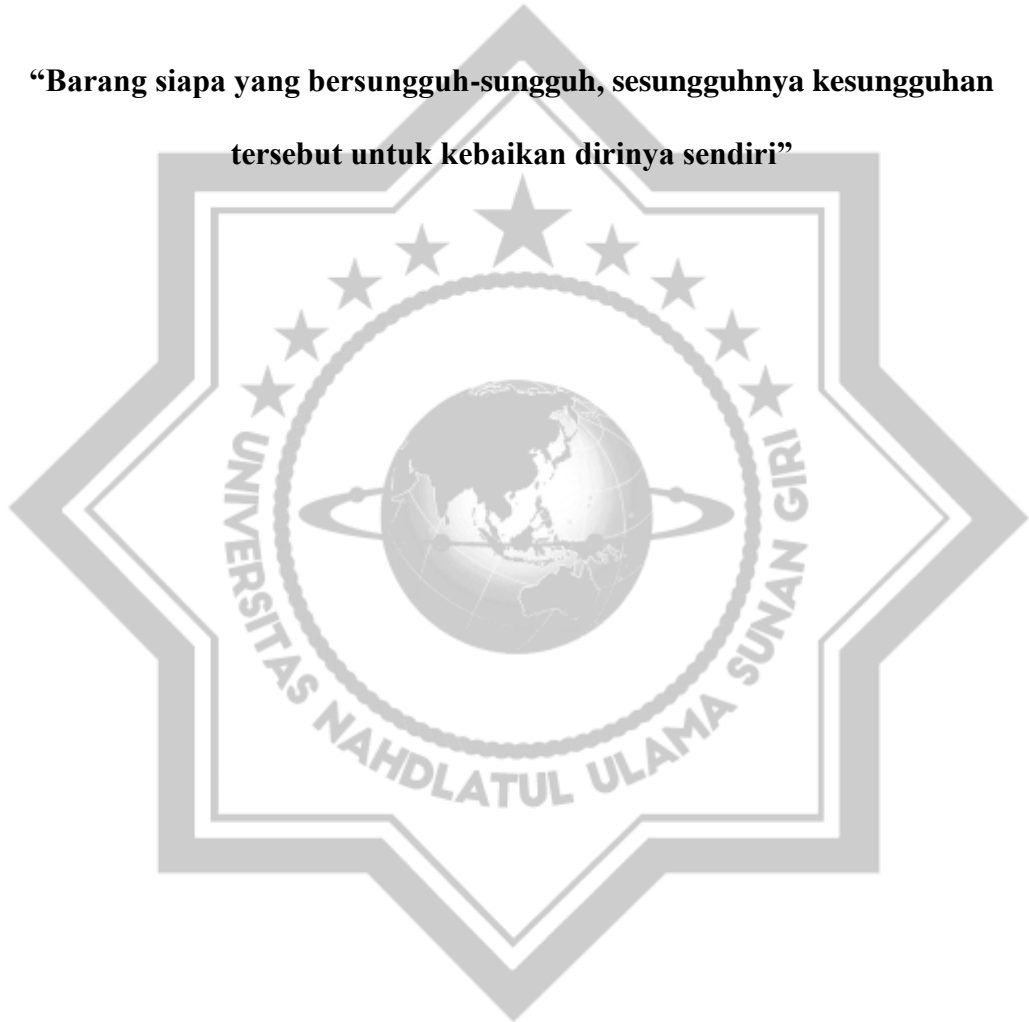 “Barang siapa yang bersungguh-sungguh, sesungguhnya kesungguhan
tersebut untuk kebaikan dirinya sendiri”
UNIVERSITAS NAHDLATUL ULAMA SUNAN GIRI